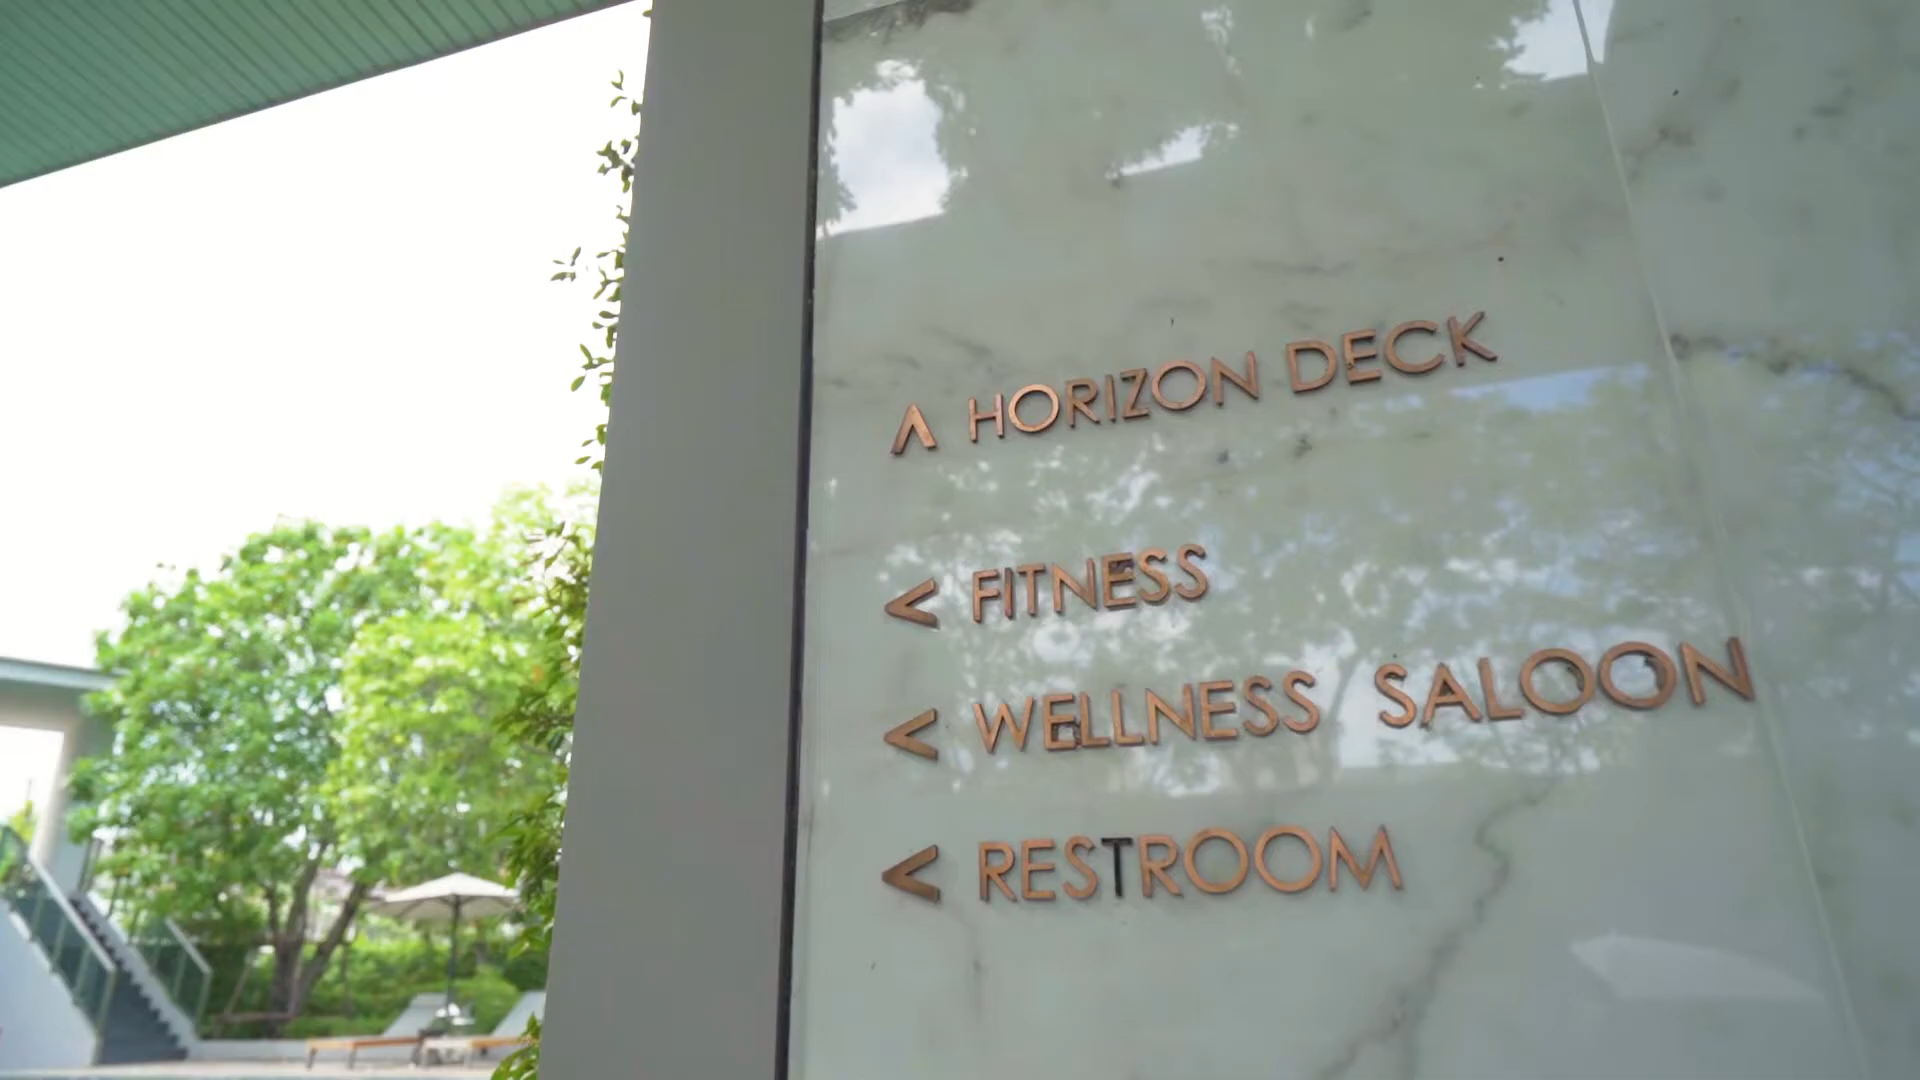 ∧ HORIZON DECK
< FITNESS
< WELLNESS SALOON
< RESTROOM